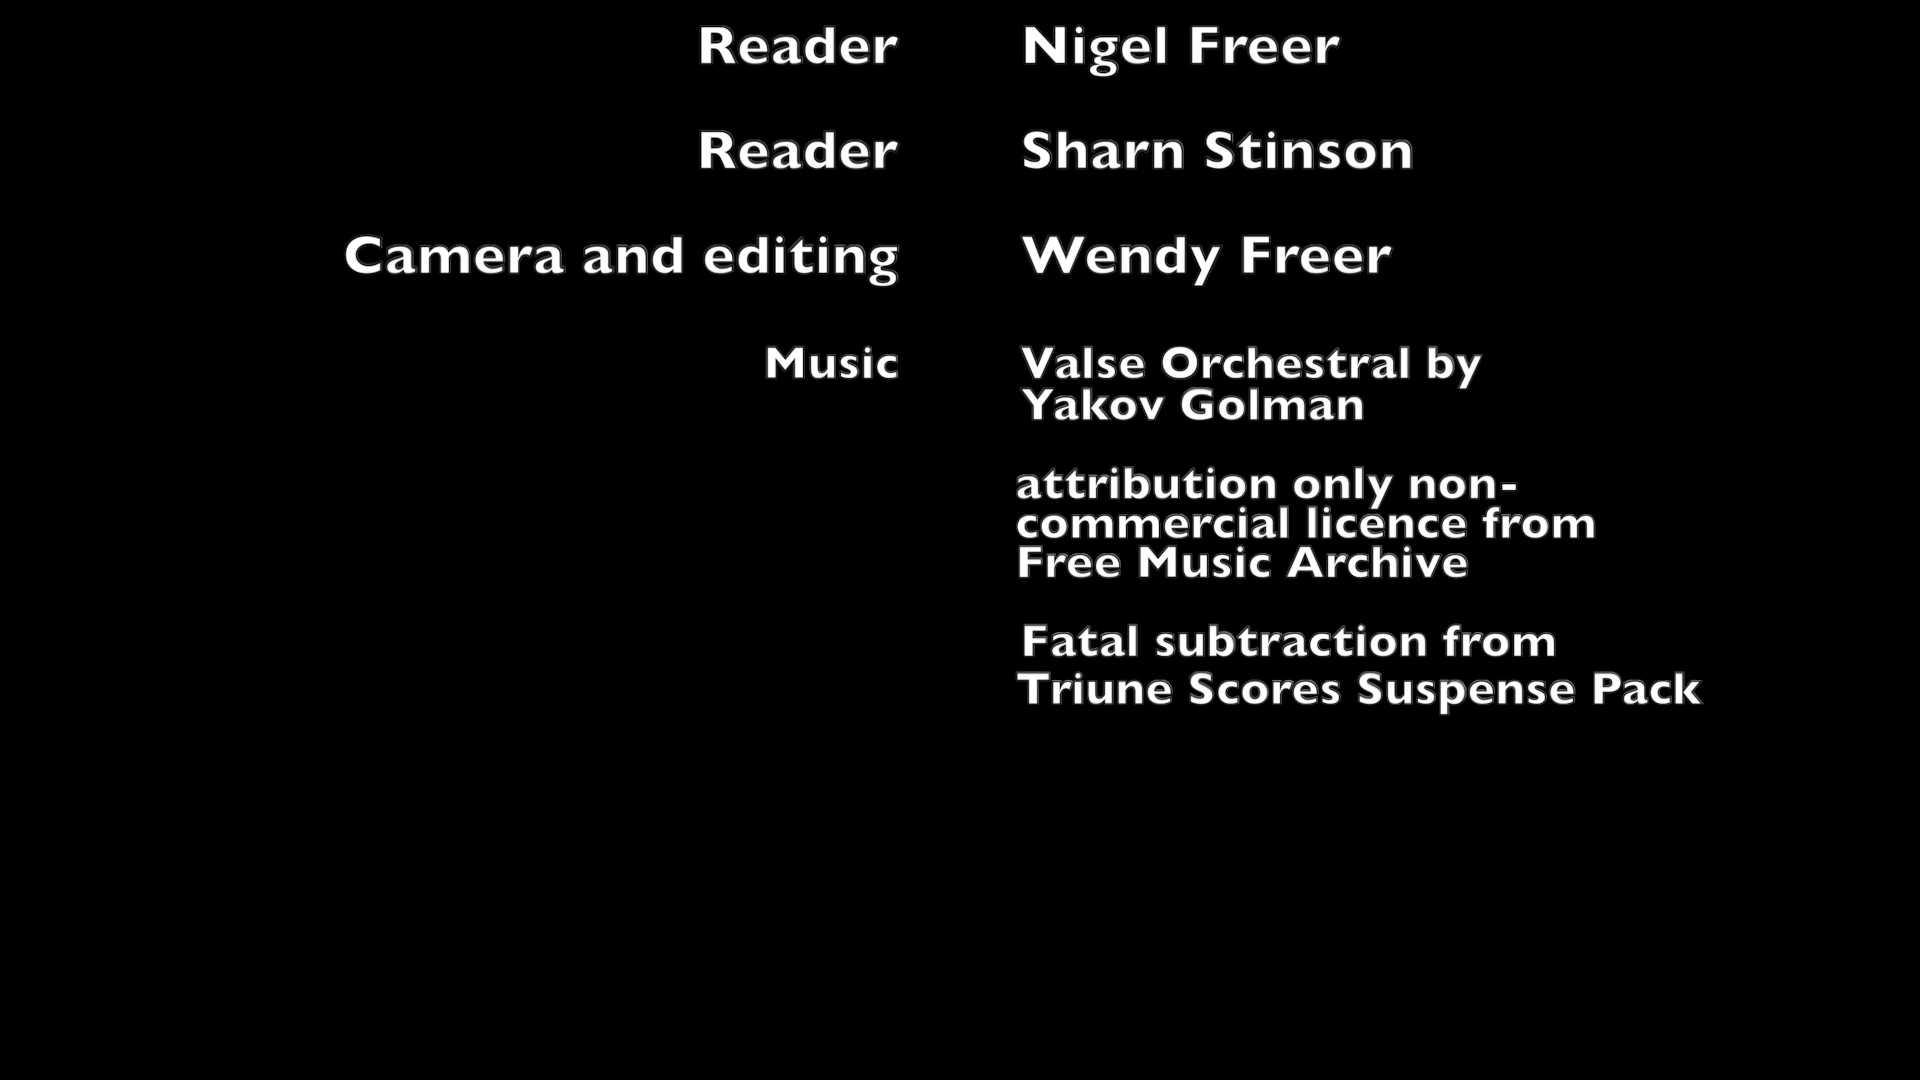 Reader Nigel Freer
Reader Sharn Stinson
Camera and editing Wendy Freer
Music Valse Orchestral by
Yakov Golman
attribution only non-
commercial licence from
Free Music Archive
Fatal subtraction from
Triune Scores Suspense Pack